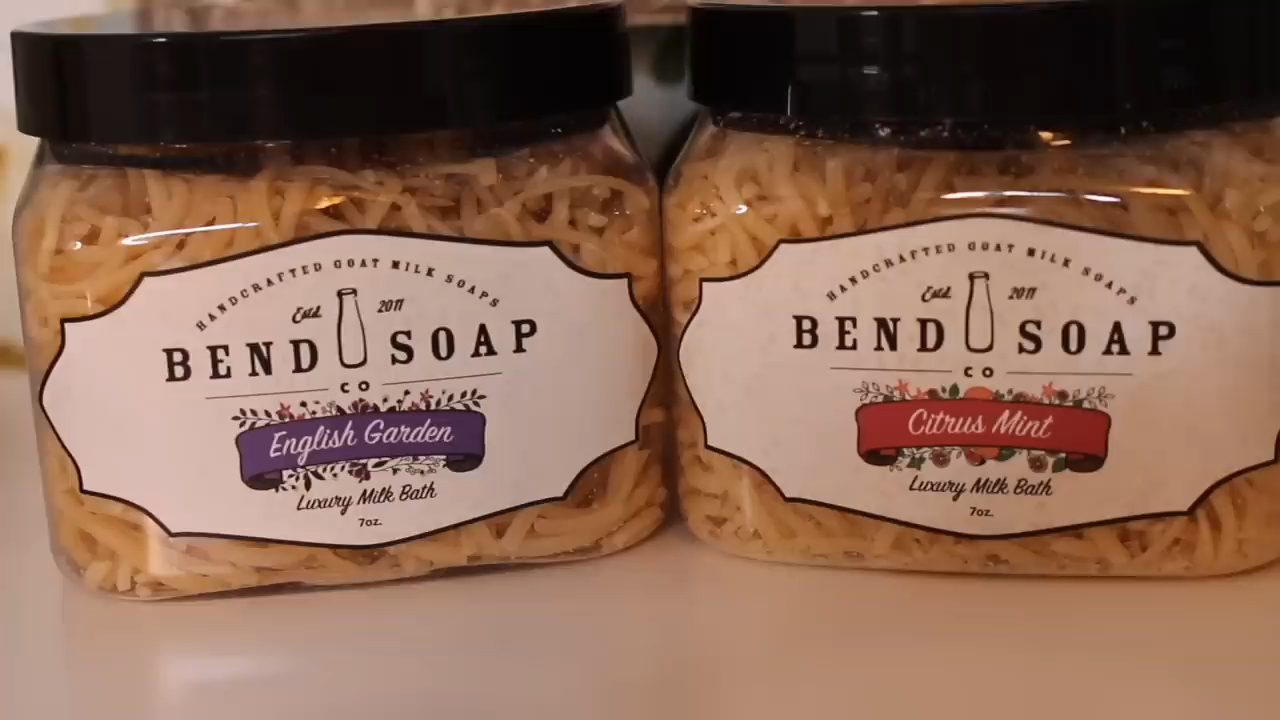 HANDCRAFTED GOAT MILK SOAPS
Estd. 2011
BEND SOAP
CO
English Garden
Luxury Milk Bath
7oz.
HANDCRAFTED GOAT MILK SOAPS
Estd. 2011
BEND SOAP
CO
Citrus Mint
Luxury Milk Bath
7oz.